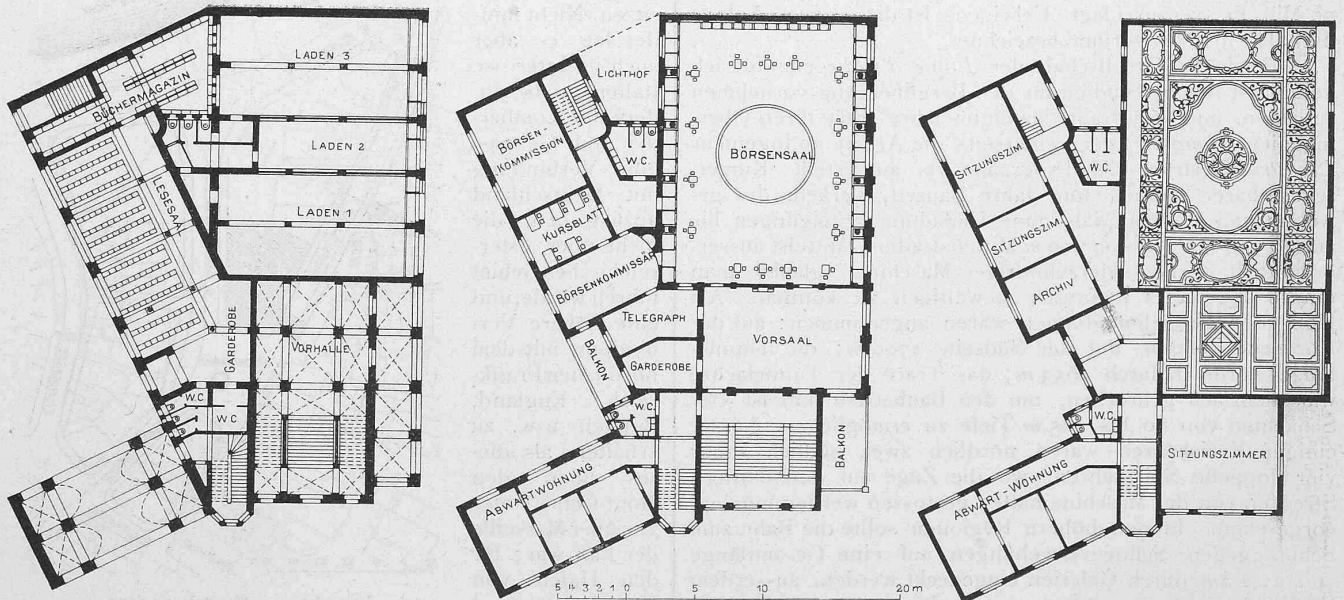 LADEN 3
BÜCHERMAGAZIN
LADEN 2
LESESAAL
LADEN 1
GARDEROBE
VORHALLE
W.C.
W.C.
LICHTHOF
BÖRSEN-
KOMMISSION
W.C.
BÖRSENSAAL
KURSBLATT
BÖRSENKOMMISSÄR
TELEGRAPH
VORSAAL
BALKON
GARDEROBE
W.C.
BALKON
ABWARTWOHNUNG
SITZUNGSZIM.
W.C.
SITZUNGSZIM.
ARCHIV
W.C.
SITZUNGSZIMMER
ABWART-WOHNUNG
5 4 3 2 1 0 5 10 20 m